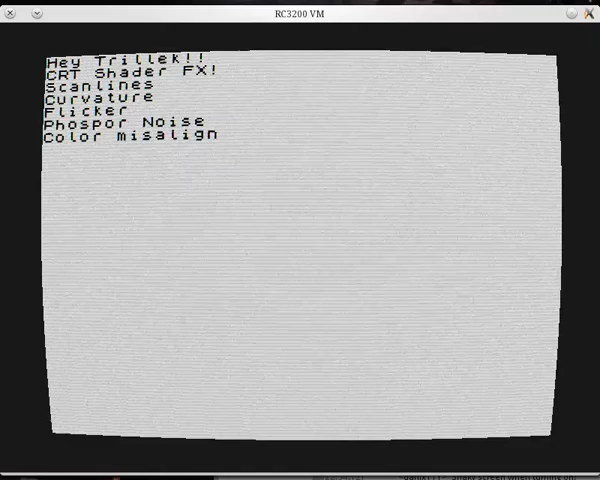 RC3200 VM
Hey Trillek!!
CRT Shader FX!
Scanlines
Curvature
Flicker
Phospor Noise
Color misalign